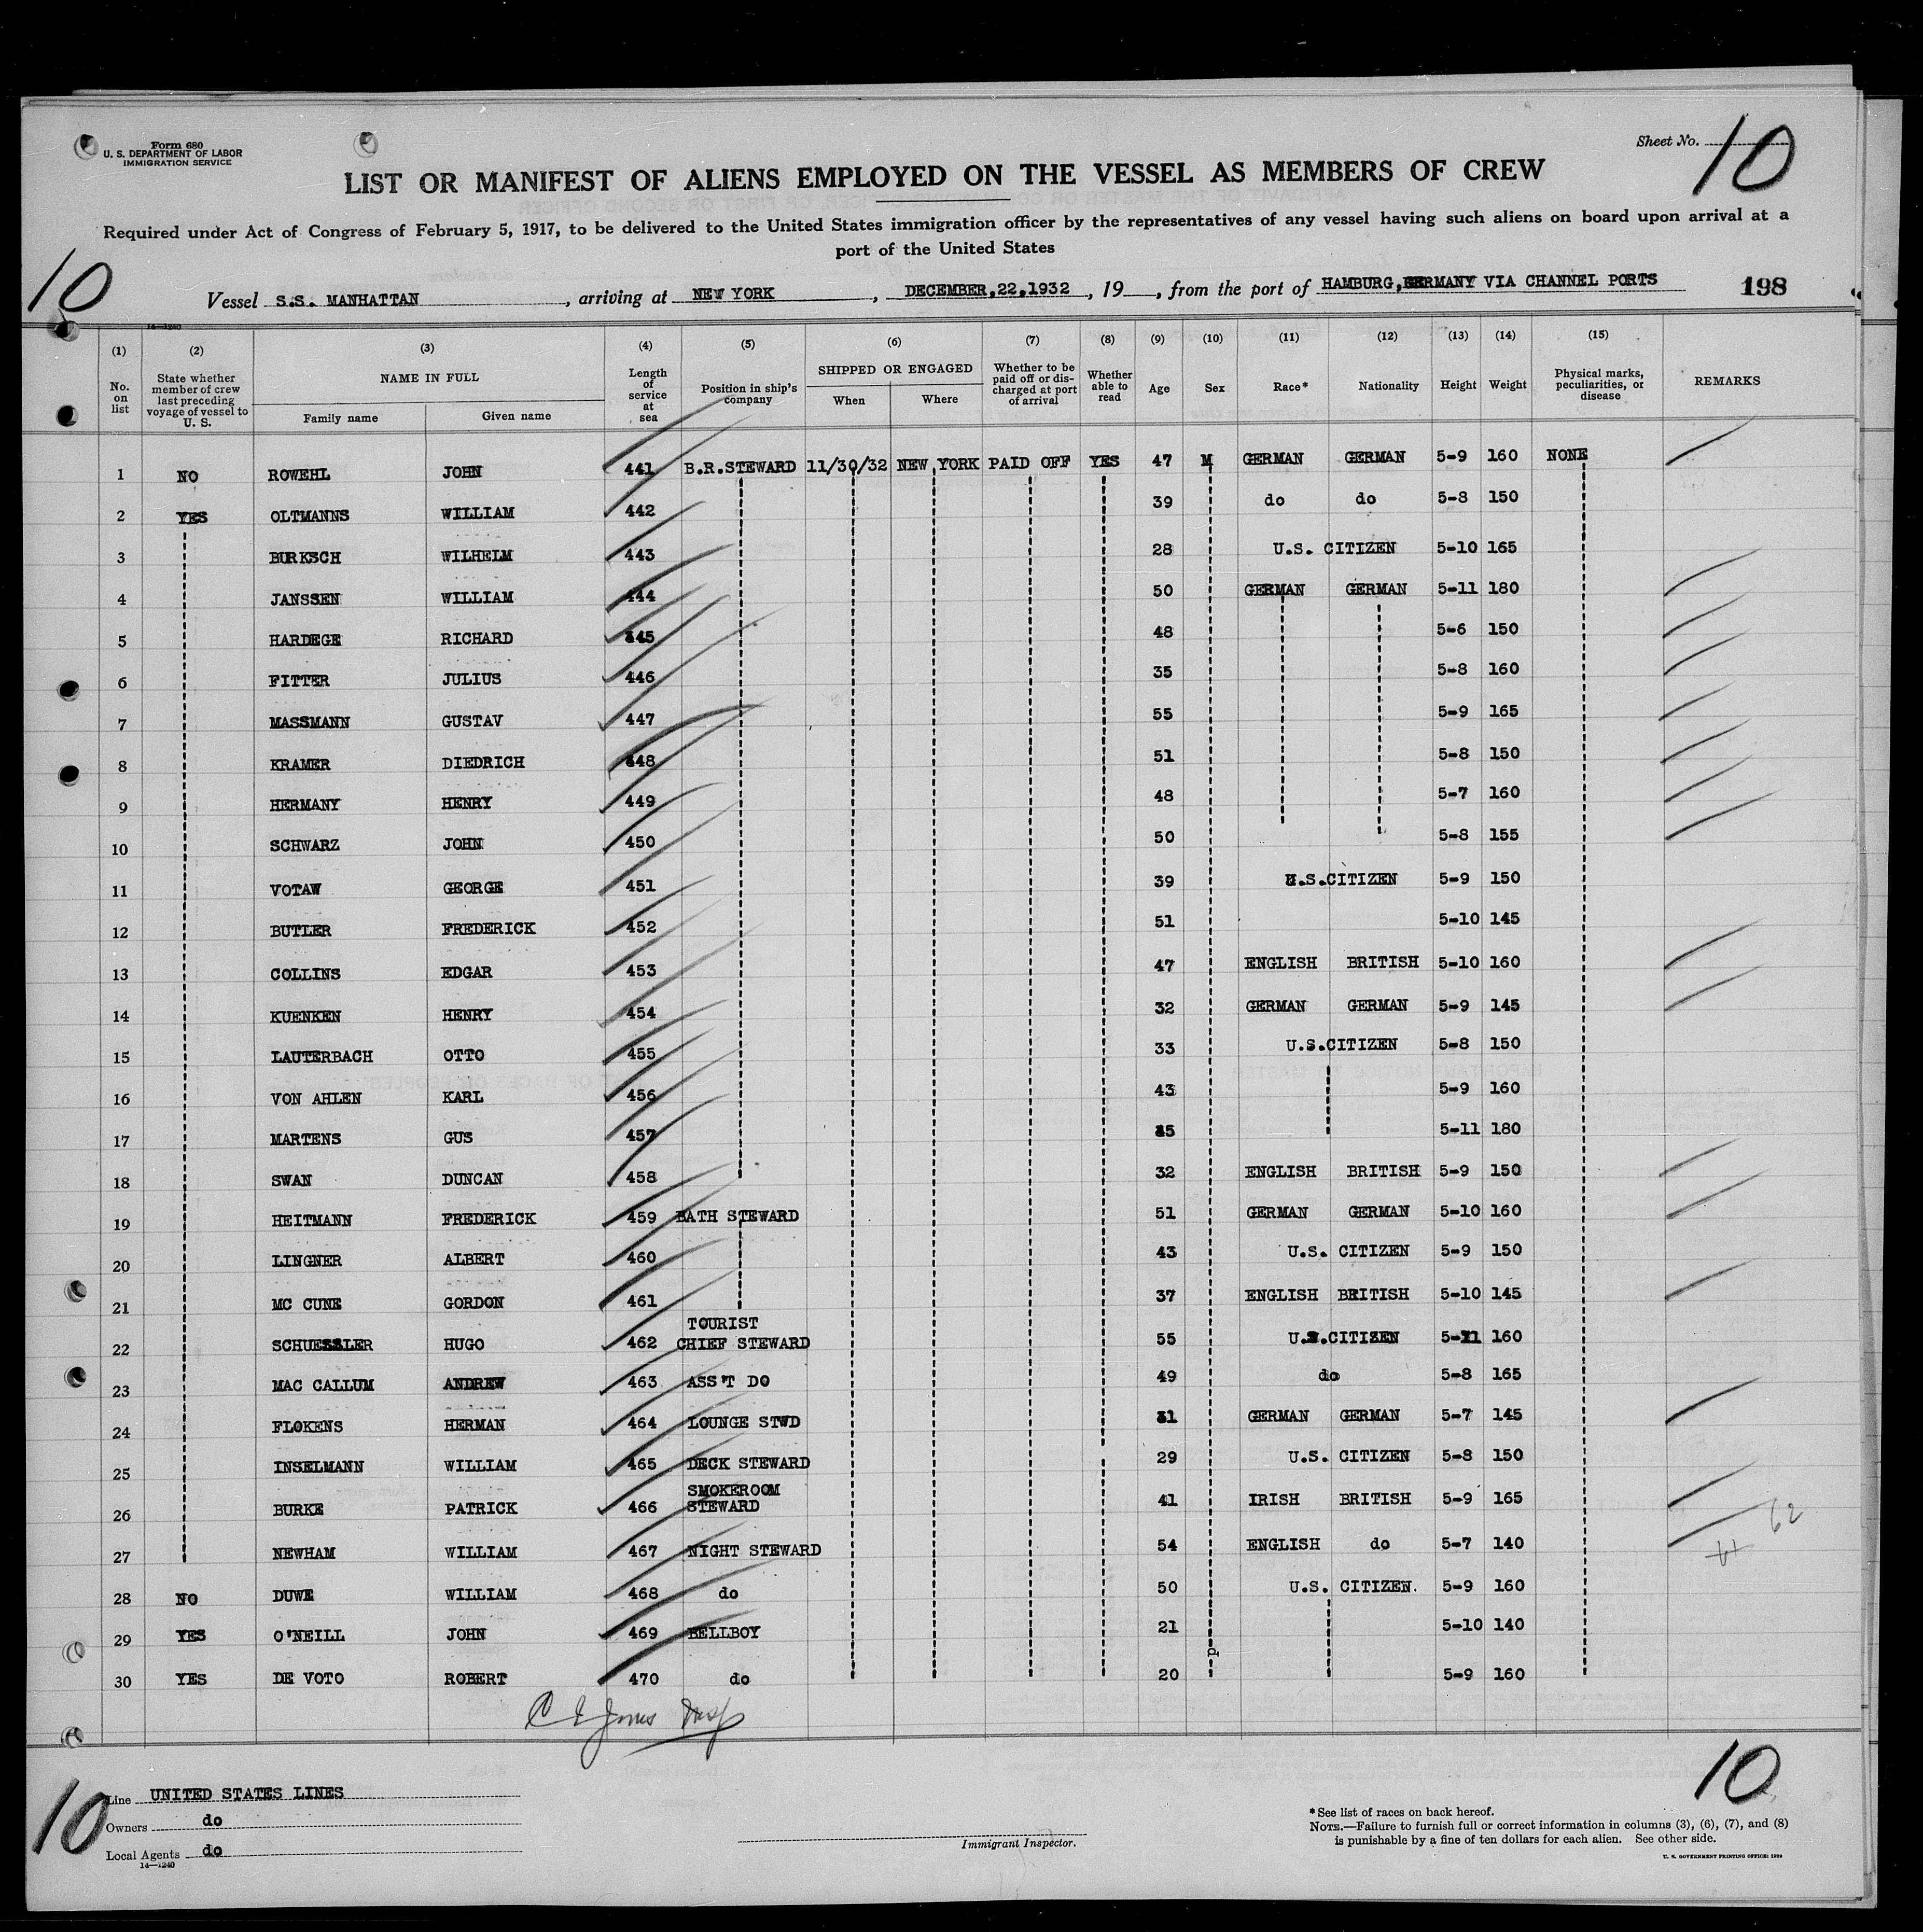 Form 680
U. S. DEPARTMENT OF LABOR
IMMIGRATION SERVICE
Sheet No. 10
LIST OR MANIFEST OF ALIENS EMPLOYED ON THE VESSEL AS MEMBERS OF CREW
Required under Act of Congress of February 5, 1917, to be delivered to the United States immigration officer by the representatives of any vessel having such aliens on board upon arrival at a
port of the United States
10
Vessel S.S. MANHATTAN, arriving at NEW YORK, DECEMBER,22,1932, 19__, from the port of HAMBURG,GERMANY VIA CHANNEL PORTS 198
14—1240
(1) (2) (3) (4) (5) (6) (7) (8) (9) (10) (11) (12) (13) (14) (15)
No. on list State whether member of crew last preceding voyage of vessel to U. S. NAME IN FULL Family name Given name Length of service at sea Position in ship's company SHIPPED OR ENGAGED When Where Whether to be paid off or discharged at port of arrival Whether able to read Age Sex Race* Nationality Height Weight Physical marks, peculiarities, or disease REMARKS
1 NO ROWEHL JOHN 441 B.R.STEWARD 11/30/32 NEW YORK PAID OFF YES 47 M GERMAN GERMAN 5-9 160 NONE
2 YES OLTMANNS WILLIAM 442 39 do do 5-8 150
3 BURKSCH WILHELM 443 28 U.S. CITIZEN 5-10 165
4 JANSSEN WILLIAM 444 50 GERMAN GERMAN 5-11 180
5 HARDEGE RICHARD 445 48 5-6 150
6 FITTER JULIUS 446 35 5-8 160
7 MASSMANN GUSTAV 447 55 5-9 165
8 KRAMER DIEDRICH 448 51 5-8 150
9 HERMANY HENRY 449 48 5-7 160
10 SCHWARZ JOHN 450 50 5-8 155
11 VOTAW GEORGE 451 39 U.S.CITIZEN 5-9 150
12 BUTLER FREDERICK 452 51 5-10 145
13 COLLINS EDGAR 453 47 ENGLISH BRITISH 5-10 160
14 KUENKEN HENRY 454 32 GERMAN GERMAN 5-9 145
15 LAUTERBACH OTTO 455 33 U.S.CITIZEN 5-8 150
16 VON AHLEN KARL 456 43 5-9 160
17 MARTENS GUS 457 35 5-11 180
18 SWAN DUNCAN 458 32 ENGLISH BRITISH 5-9 150
19 HEITMANN FREDERICK 459 BATH STEWARD 51 GERMAN GERMAN 5-10 160
20 LINGNER ALBERT 460 43 U.S. CITIZEN 5-9 150
21 MC CUNE GORDON 461 37 ENGLISH BRITISH 5-10 145
TOURIST
22 SCHUESSLER HUGO 462 CHIEF STEWARD 55 U.S.CITIZEN 5-11 160
23 MAC CALLUM ANDREW 463 ASS'T DO 49 do 5-8 165
24 FLOKENS HERMAN 464 LOUNGE STWD 31 GERMAN GERMAN 5-7 145
25 INSELMANN WILLIAM 465 DECK STEWARD 29 U.S. CITIZEN 5-8 150
SMOKEROOM
26 BURKE PATRICK 466 STEWARD 41 IRISH BRITISH 5-9 165
62
27 NEWHAM WILLIAM 467 NIGHT STEWARD 54 ENGLISH do 5-7 140
28 NO DUWE WILLIAM 468 do 50 U.S. CITIZEN. 5-9 160
29 YES O'NEILL JOHN 469 BELLBOY 21 5-10 140
30 YES DE VOTO ROBERT 470 do 20 5-9 160
Jones
10
10 Line UNITED STATES LINES
Owners do
Local Agents do
14—1240
Immigrant Inspector.
* See list of races on back hereof.
NOTE.—Failure to furnish full or correct information in columns (3), (6), (7), and (8)
is punishable by a fine of ten dollars for each alien. See other side.
U. S. GOVERNMENT PRINTING OFFICE: 1929